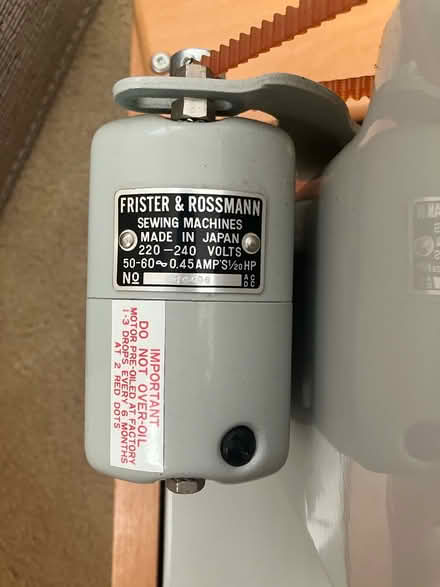 FRISTER & ROSSMANN
SEWING MACHINES
MADE IN JAPAN
220-240 VOLTS
50-60~0.45AMP'S 1/20 HP
No
AC
DC
IMPORTANT
DO NOT OVER-OIL
MOTOR PRE-OILED AT FACTORY
1-3 DROPS EVERY 6 MONTHS
AT 2 RED DOTS